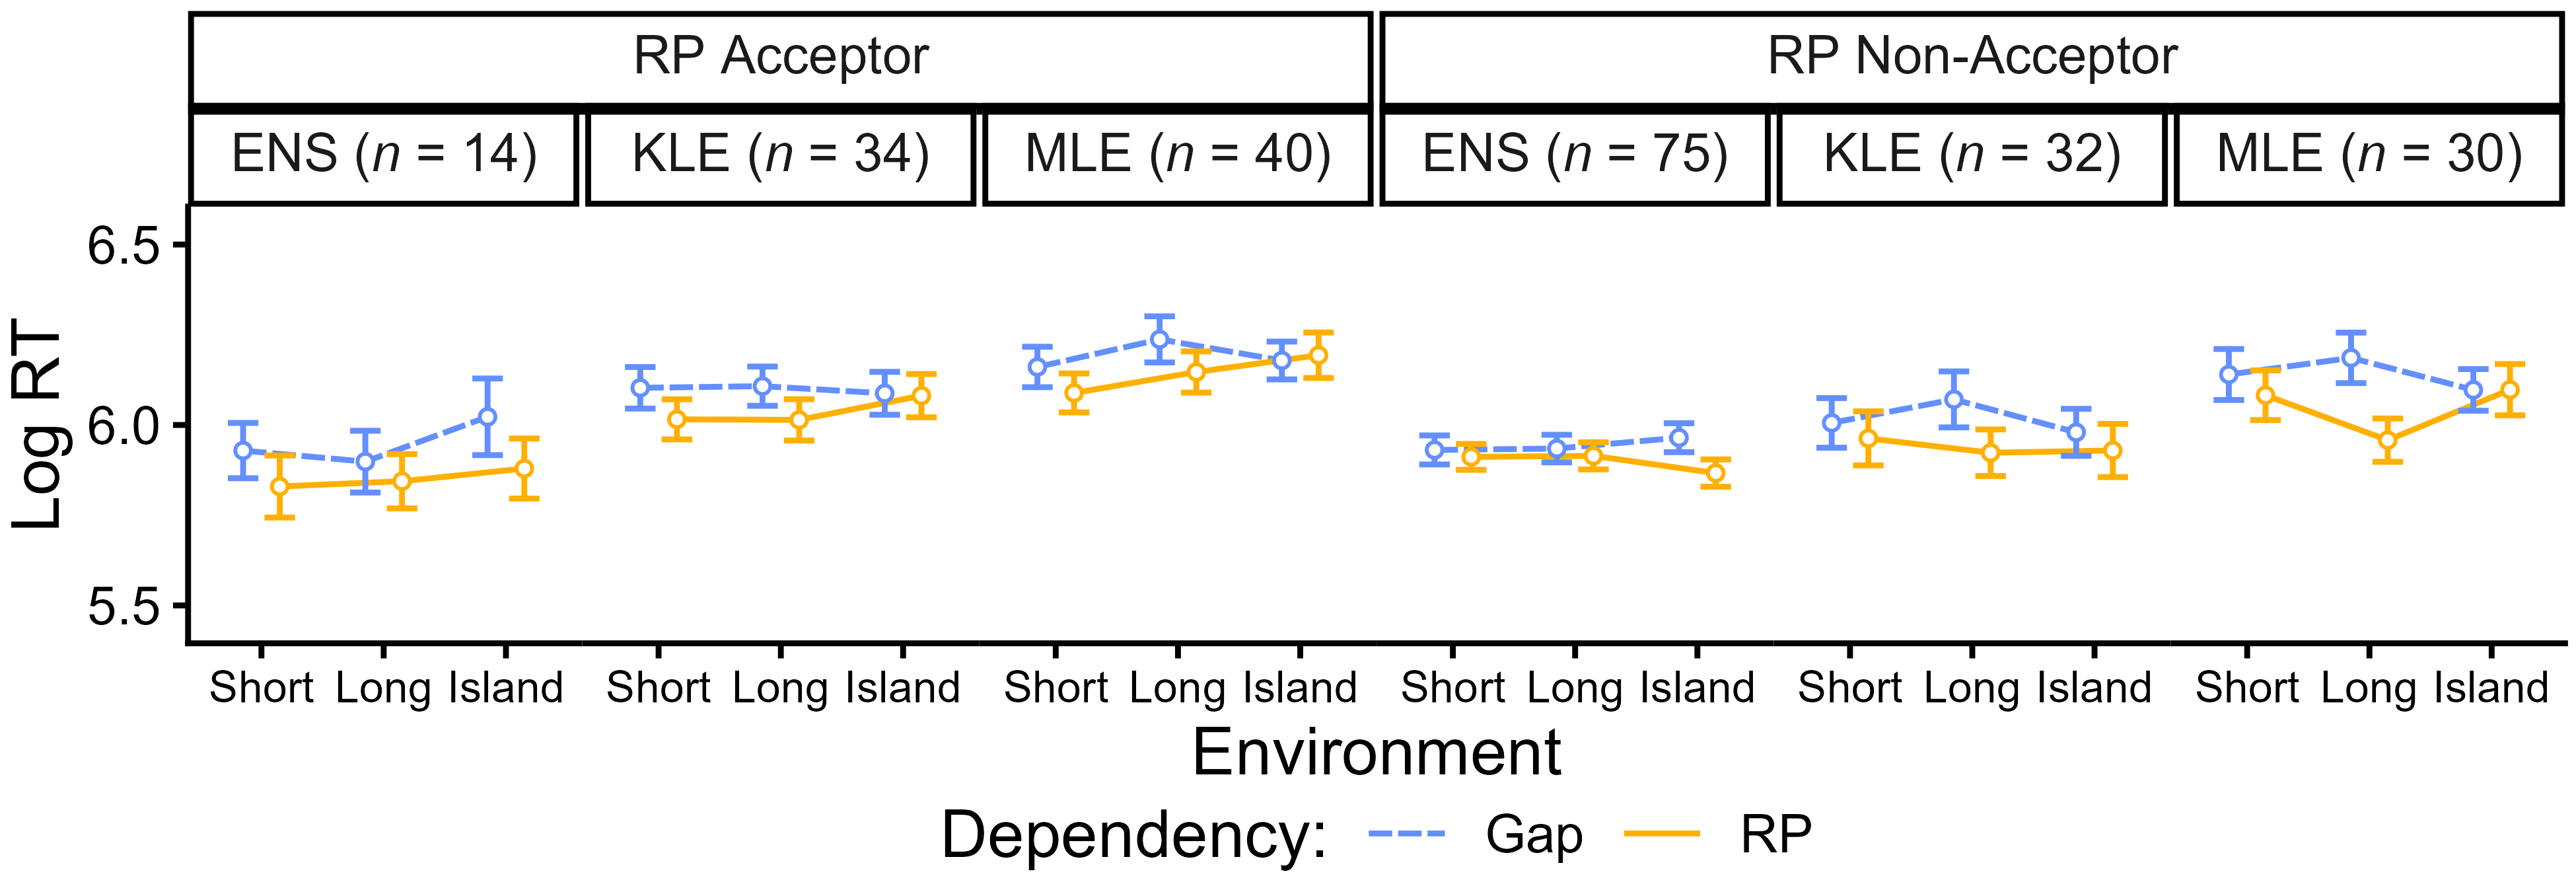 RP Acceptor RP Non-Acceptor
ENS (n = 14) KLE (n = 34) MLE (n = 40) ENS (n = 75) KLE (n = 32) MLE (n = 30)
6.5
6.0
5.5
Log RT
Short Long Island Short Long Island Short Long Island Short Long Island Short Long Island Short Long Island
Environment
Dependency: Gap RP